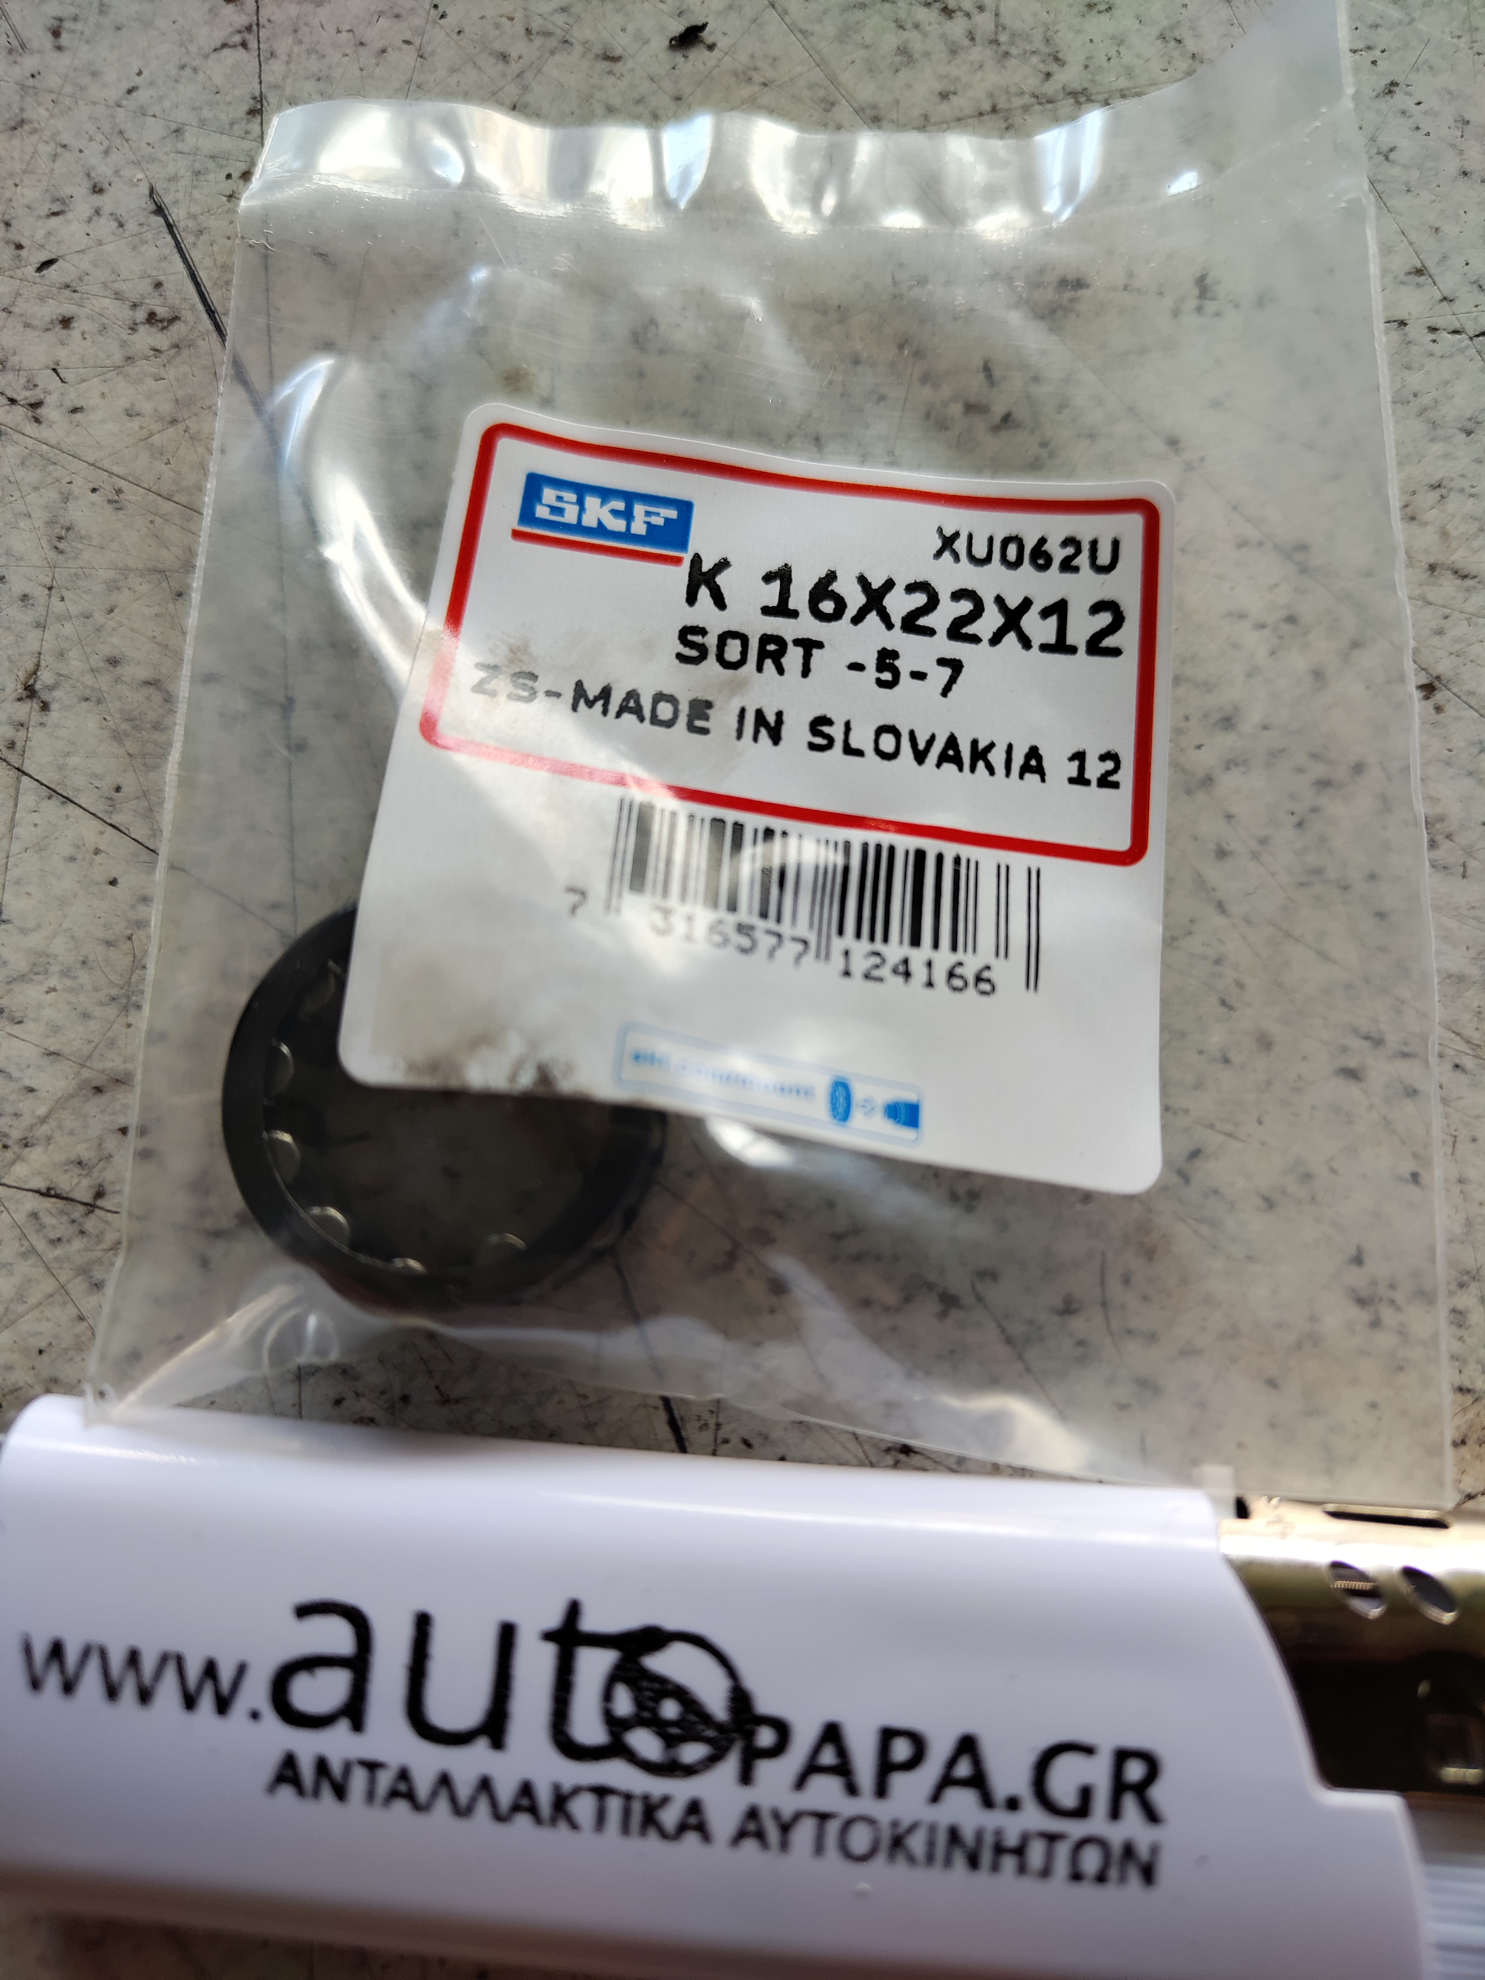 SKF
XU062U
K 16X22X12
SORT -5-7
ZS-MADE IN SLOVAKIA 12
7 316577 124166
www.autoPAPA.GR
ΑΝΤΑΛΛΑΚΤΙΚΑ ΑΥΤΟΚΙΝΗΤΩΝ